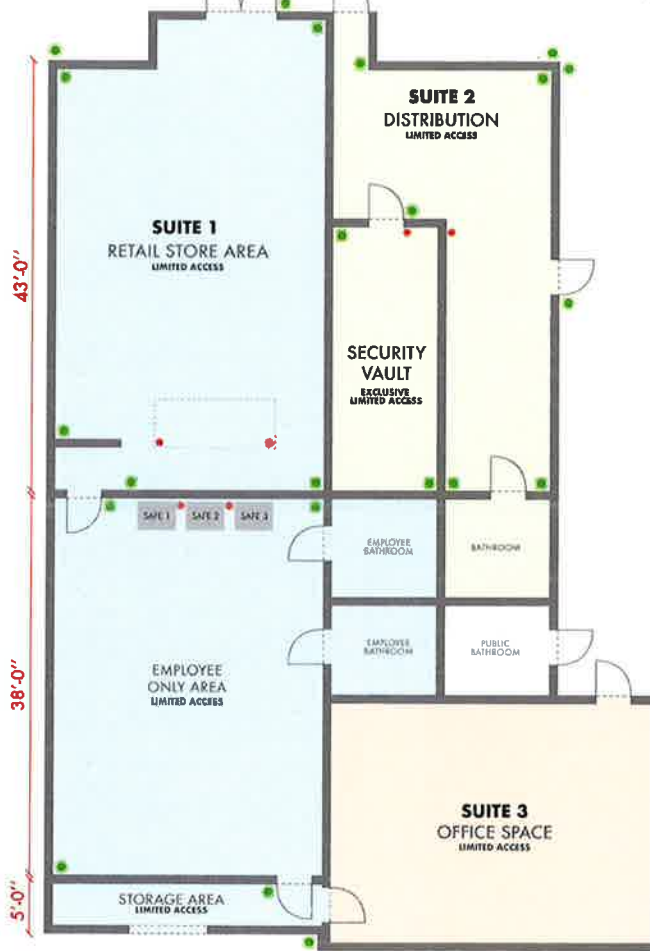 SUITE 2
DISTRIBUTION
LIMITED ACCESS
SUITE 1
RETAIL STORE AREA
LIMITED ACCESS
43'-0"
SECURITY
VAULT
EXCLUSIVE
LIMITED ACCESS
SAFE 1
SAFE 2
SAFE 3
EMPLOYEE
BATHROOM
BATHROOM
EMPLOYEE
BATHROOM
PUBLIC
BATHROOM
38'-0"
EMPLOYEE
ONLY AREA
LIMITED ACCESS
SUITE 3
OFFICE SPACE
LIMITED ACCESS
5'-0"
STORAGE AREA
LIMITED ACCESS